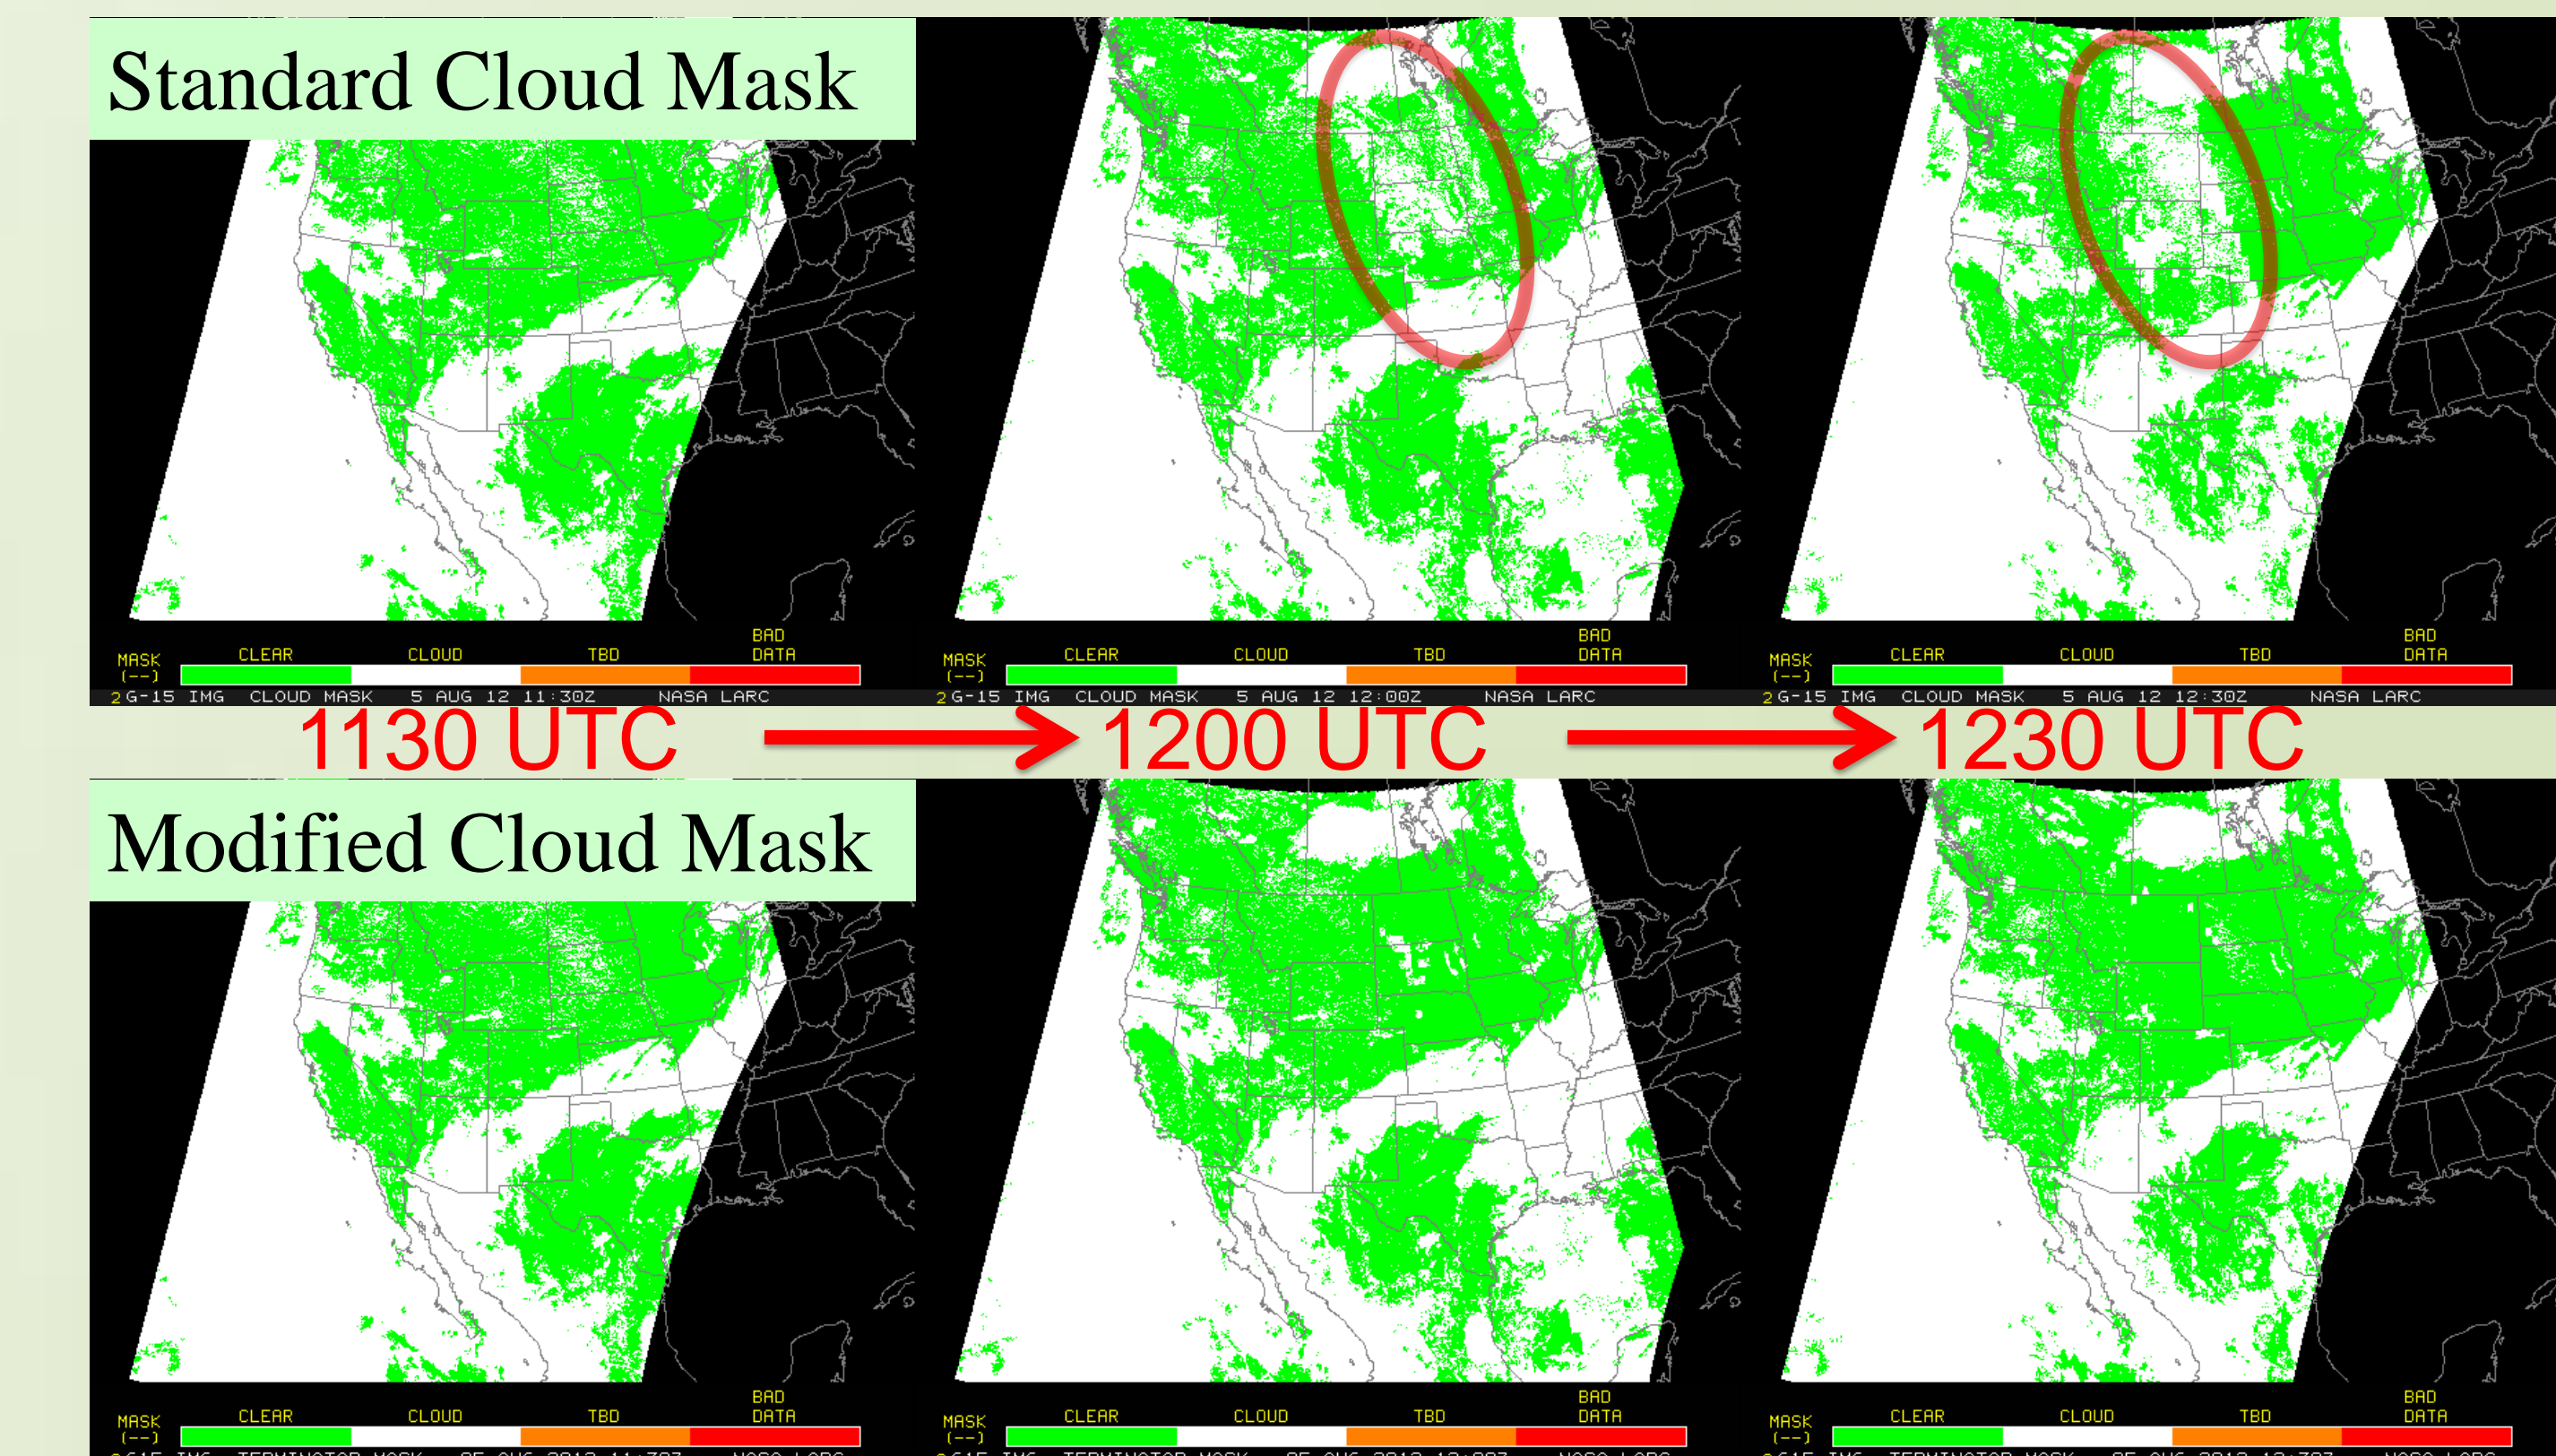 Standard Cloud Mask
BAD BAD BAD
MASK CLEAR CLOUD TBD DATA MASK CLEAR CLOUD TBD DATA MASK CLEAR CLOUD TBD DATA
(--) (--) (--)
2 G-15 IMG CLOUD MASK 5 AUG 12 11:30Z NASA LARC 2 G-15 IMG CLOUD MASK 5 AUG 12 12:00Z NASA LARC 2 G-15 IMG CLOUD MASK 5 AUG 12 12:30Z NASA LARC
1130 UTC 1200 UTC 1230 UTC
Modified Cloud Mask
BAD BAD BAD
MASK CLEAR CLOUD TBD DATA MASK CLEAR CLOUD TBD DATA MASK CLEAR CLOUD TBD DATA
(--) (--) (--)